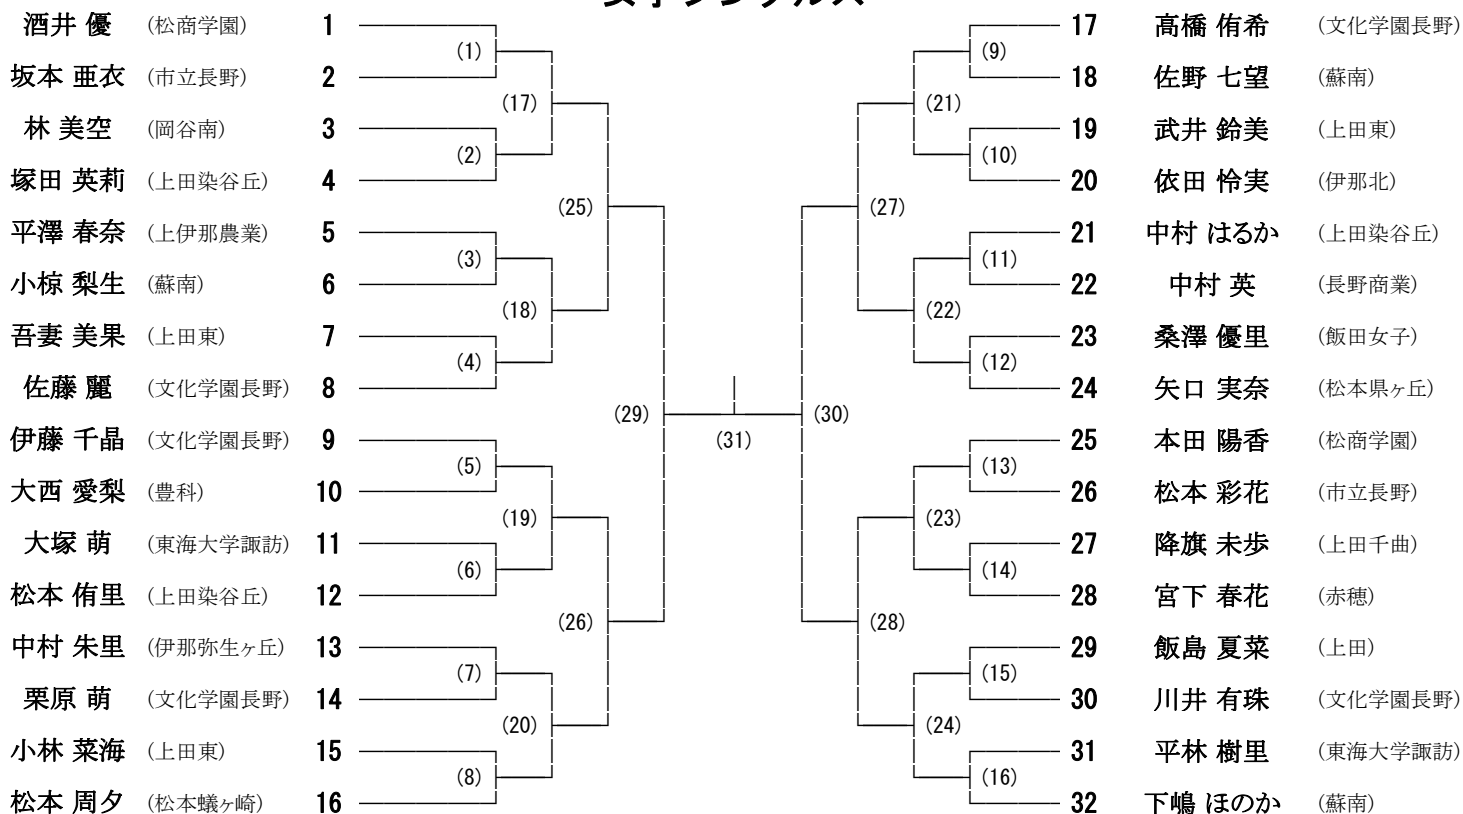 女子シングルス
酒井 優 (松商学園) 1
坂本 亜衣 (市立長野) 2
林 美空 (岡谷南) 3
塚田 英莉 (上田染谷丘) 4
平澤 春奈 (上伊那農業) 5
小椋 梨生 (蘇南) 6
吾妻 美果 (上田東) 7
佐藤 麗 (文化学園長野) 8
伊藤 千晶 (文化学園長野) 9
大西 愛梨 (豊科) 10
大塚 萌 (東海大学諏訪) 11
松本 侑里 (上田染谷丘) 12
中村 朱里 (伊那弥生ヶ丘) 13
栗原 萌 (文化学園長野) 14
小林 菜海 (上田東) 15
松本 周夕 (松本蟻ヶ崎) 16
(1)
(2)
(3)
(4)
(5)
(6)
(7)
(8)
(17)
(18)
(19)
(20)
(25)
(26)
(29)
(31)
(30)
(27)
(28)
(21)
(22)
(23)
(24)
(9)
(10)
(11)
(12)
(13)
(14)
(15)
(16)
17 高橋 侑希 (文化学園長野)
18 佐野 七望 (蘇南)
19 武井 鈴美 (上田東)
20 依田 怜実 (伊那北)
21 中村 はるか (上田染谷丘)
22 中村 英 (長野商業)
23 桑澤 優里 (飯田女子)
24 矢口 実奈 (松本県ヶ丘)
25 本田 陽香 (松商学園)
26 松本 彩花 (市立長野)
27 降旗 未歩 (上田千曲)
28 宮下 春花 (赤穂)
29 飯島 夏菜 (上田)
30 川井 有珠 (文化学園長野)
31 平林 樹里 (東海大学諏訪)
32 下嶋 ほのか (蘇南)